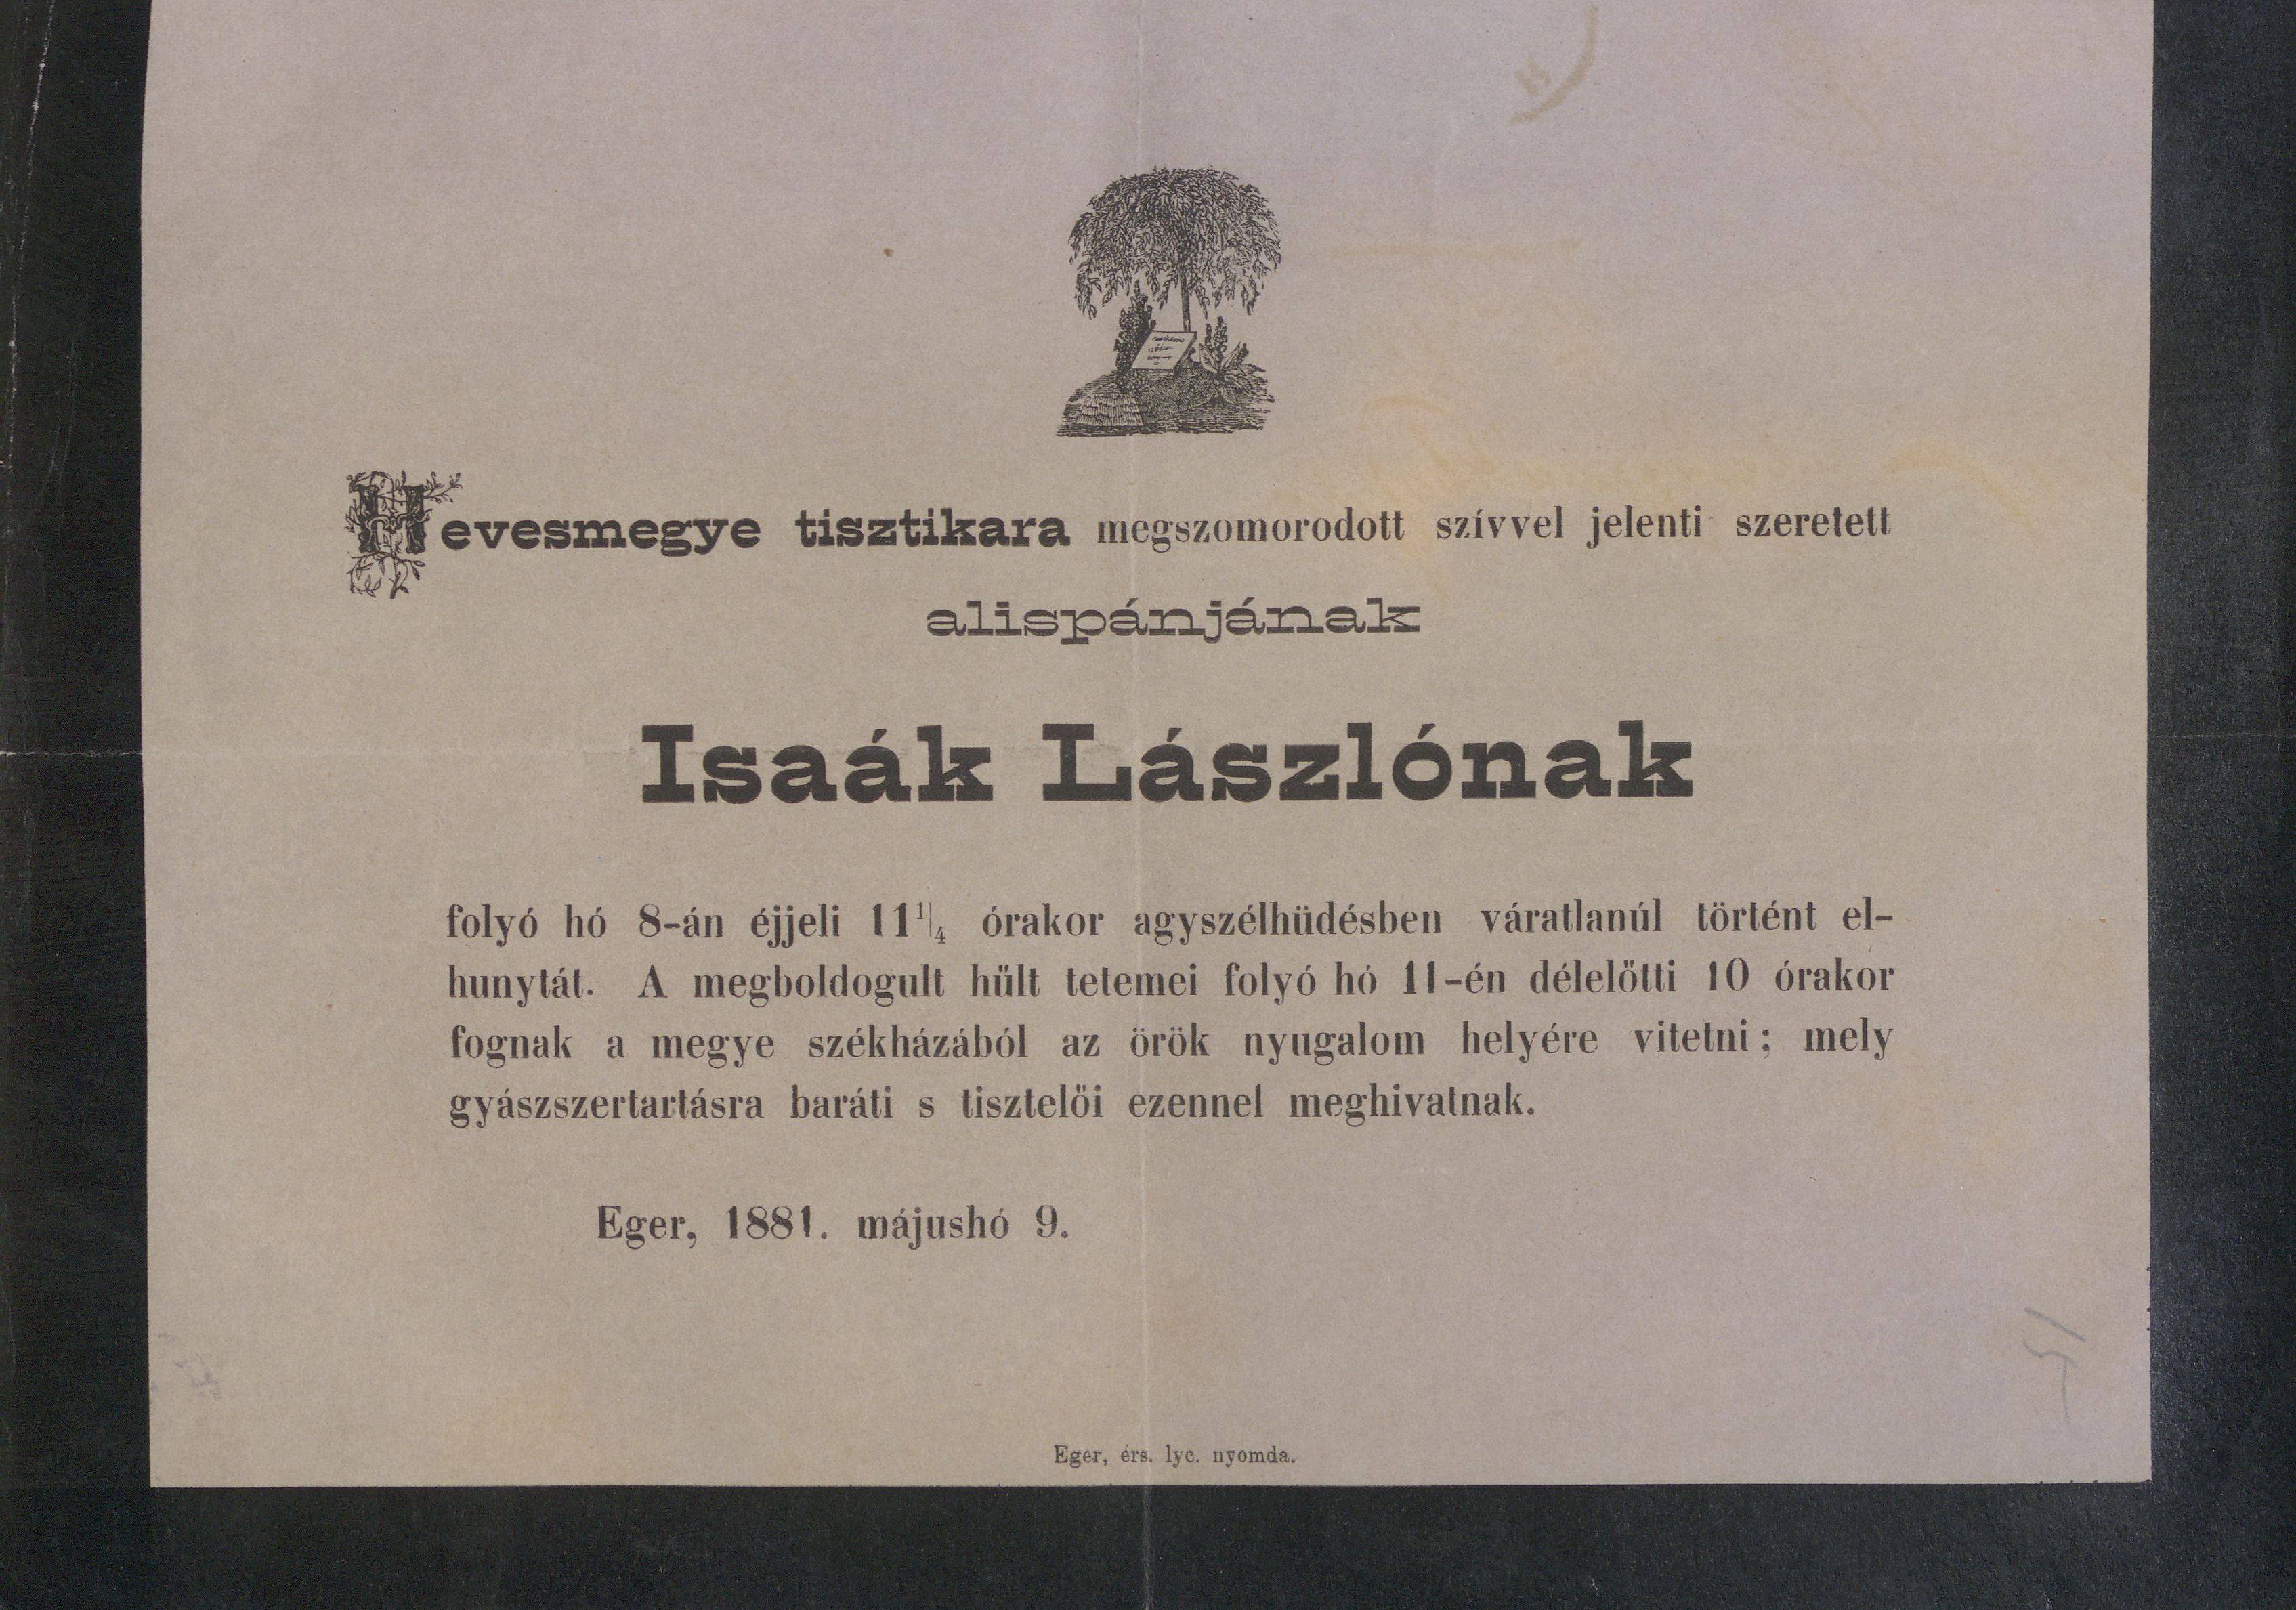 Hevesmegye tisztikara megszomorodott szívvel jelenti szeretett
alispánjának
Isaák Lászlónak
folyó hó 8-án éjjeli 11 1/4 órakor agyszélhüdésben váratlanúl történt el-
hunytát. A megboldogult hült tetemei folyó hó 11-én délelőtti 10 órakor
fognak a megye székházából az örök nyugalom helyére vitetni; mely
gyászszertartásra baráti s tisztelői ezennel meghivatnak.
Eger, 1881. májushó 9.
Eger, érs. lyc. nyomda.